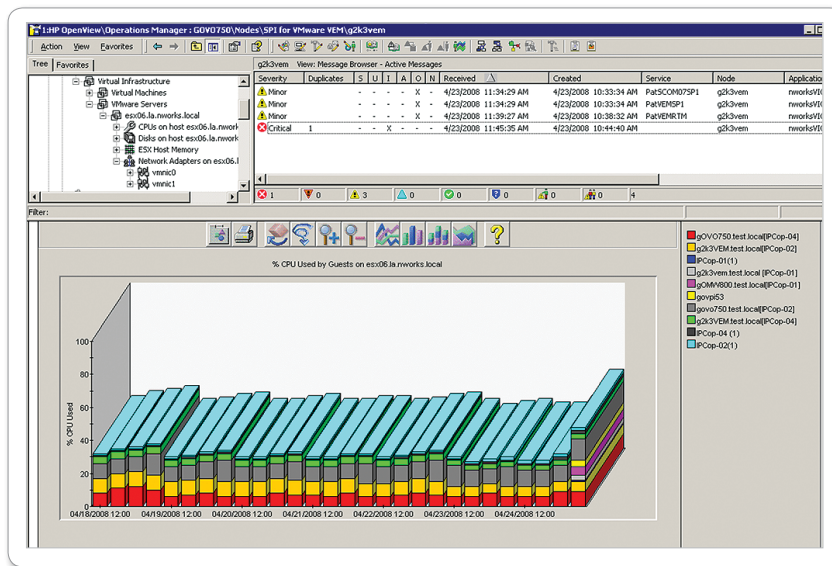 1:HP OpenView\Operations Manager : GOVO750\Nodes\SPI for VMware VEM\g2k3vem
Action View Favorites
Tree Favorites
g2k3vem View: Message Browser - Active Messages
Virtual Infrastructure
Virtual Machines
VMware Servers
esx06.la.nworks.local
CPUs on host esx06.la.nwork
Disks on host esx06.la.nwork
ESX Host Memory
Network Adapters on esx06.l
vmnic0
vmnic1
Severity Duplicates S U I A O N Received Created Service Node Application
Minor - - - - X - 4/23/2008 11:34:29 AM 4/23/2008 10:33:34 AM PatSCOM07SP1 g2k3vem nworksVIC
Minor - - - - X - 4/23/2008 11:34:29 AM 4/23/2008 10:33:34 AM PatVEMSP1 g2k3vem nworksVIC
Minor - - - - X - 4/23/2008 11:39:27 AM 4/23/2008 10:38:32 AM PatVEMRTM g2k3vem nworksVIC
Critical 1 - - X - - - 4/23/2008 11:45:35 AM 4/23/2008 10:44:40 AM g2k3vem nworksVIC
1 0 3 0 0 0 0 0 4
Filter:
% CPU Used by Guests on esx06.la.nworks.local
% CPU Used
100
80
60
40
20
0
04/18/2008 12:00 04/19/2008 12:00 04/20/2008 12:00 04/21/2008 12:00 04/22/2008 12:00 04/23/2008 12:00 04/24/2008 12:00
gOVO750.test.local[IPCop-04]
g2k3VEM.test.local[IPCop-02]
IPCop-01(1)
g2k3vem.test.local [IPCop-01]
gOMW800.test.local[IPCop-01]
govpi53
govo750.test.local[IPCop-02]
g2k3VEM.test.local[IPCop-04]
IPCop-04 (1)
IPCop-02(1)